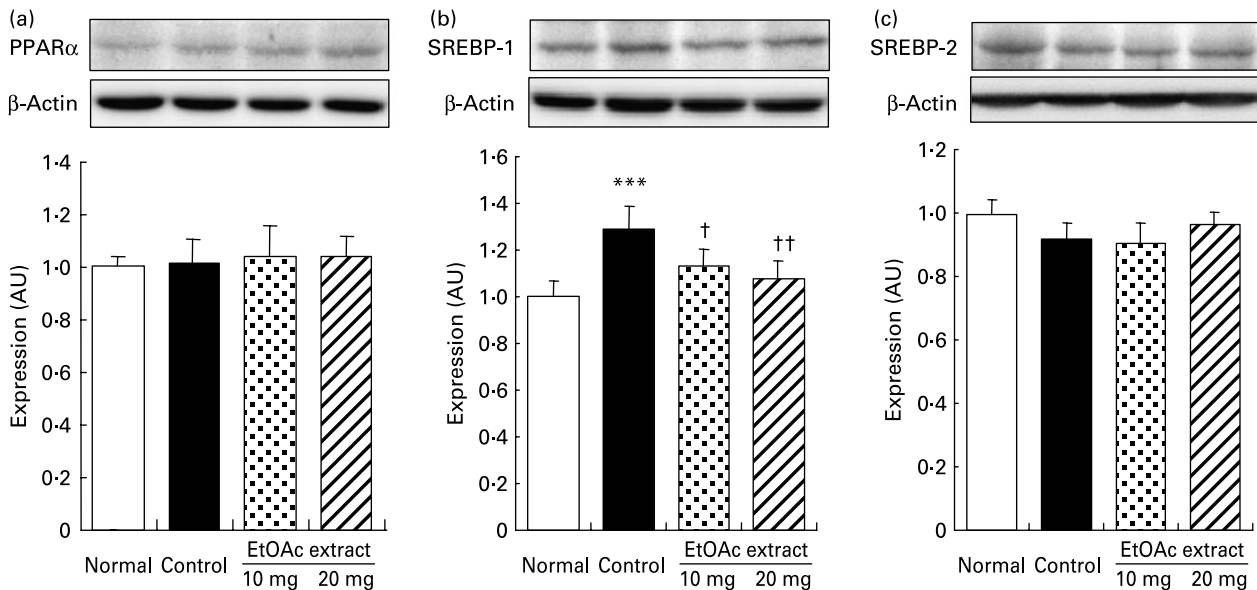 (a)
PPARα
β-Actin
1·4
1·2
1·0
0·8
0·6
0·4
0·2
0
Expression (AU)
Normal Control EtOAc extract
10 mg 20 mg
(b)
SREBP-1
β-Actin
1·6
1·4
1·2
1·0
0·8
0·6
0·4
0·2
0
Expression (AU)
***
†
††
Normal Control EtOAc extract
10 mg 20 mg
(c)
SREBP-2
β-Actin
1·2
1·0
0·8
0·6
0·4
0·2
0
Expression (AU)
Normal Control EtOAc extract
10 mg 20 mg